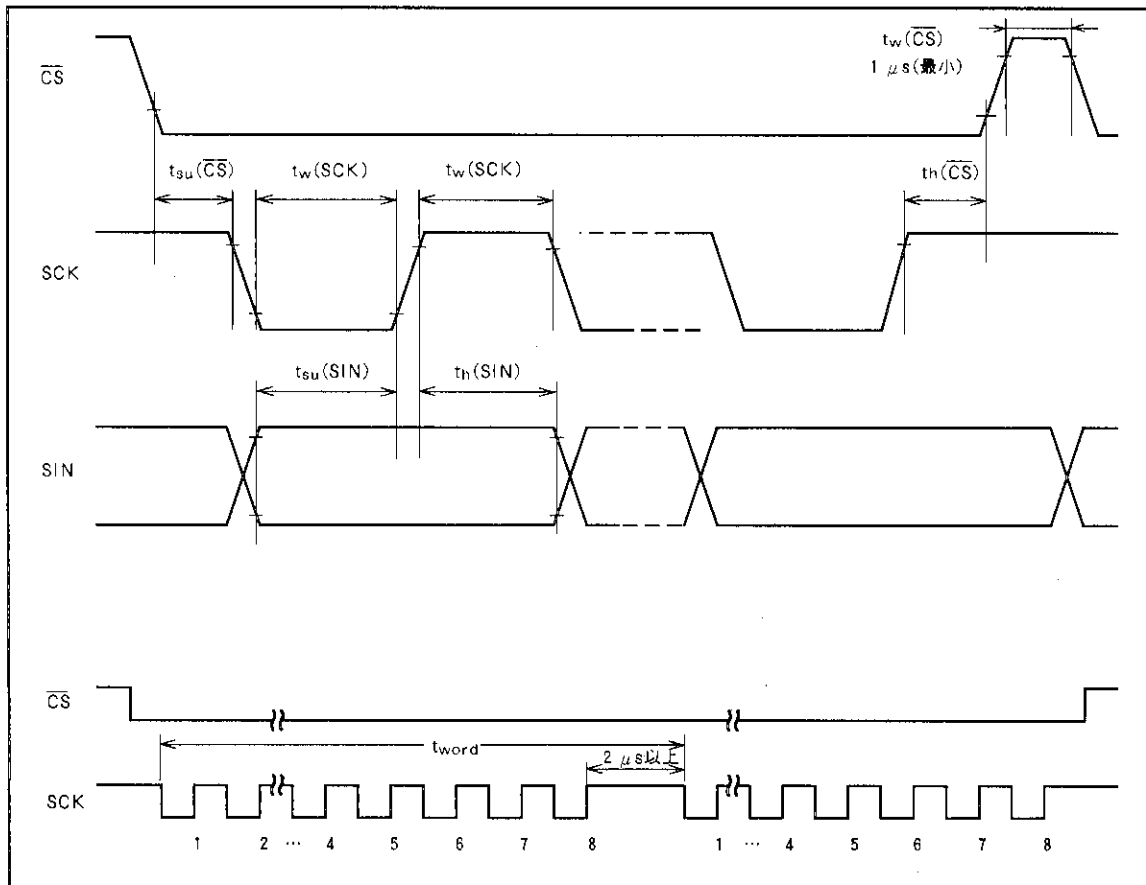 tw(CS)
1 μs(最小)
CS
tsu(CS) tw(SCK) tw(SCK) th(CS)
SCK
tsu(SIN) th(SIN)
SIN
CS
tword
2 μs以上
SCK
1 2 … 4 5 6 7 8 1 … 4 5 6 7 8